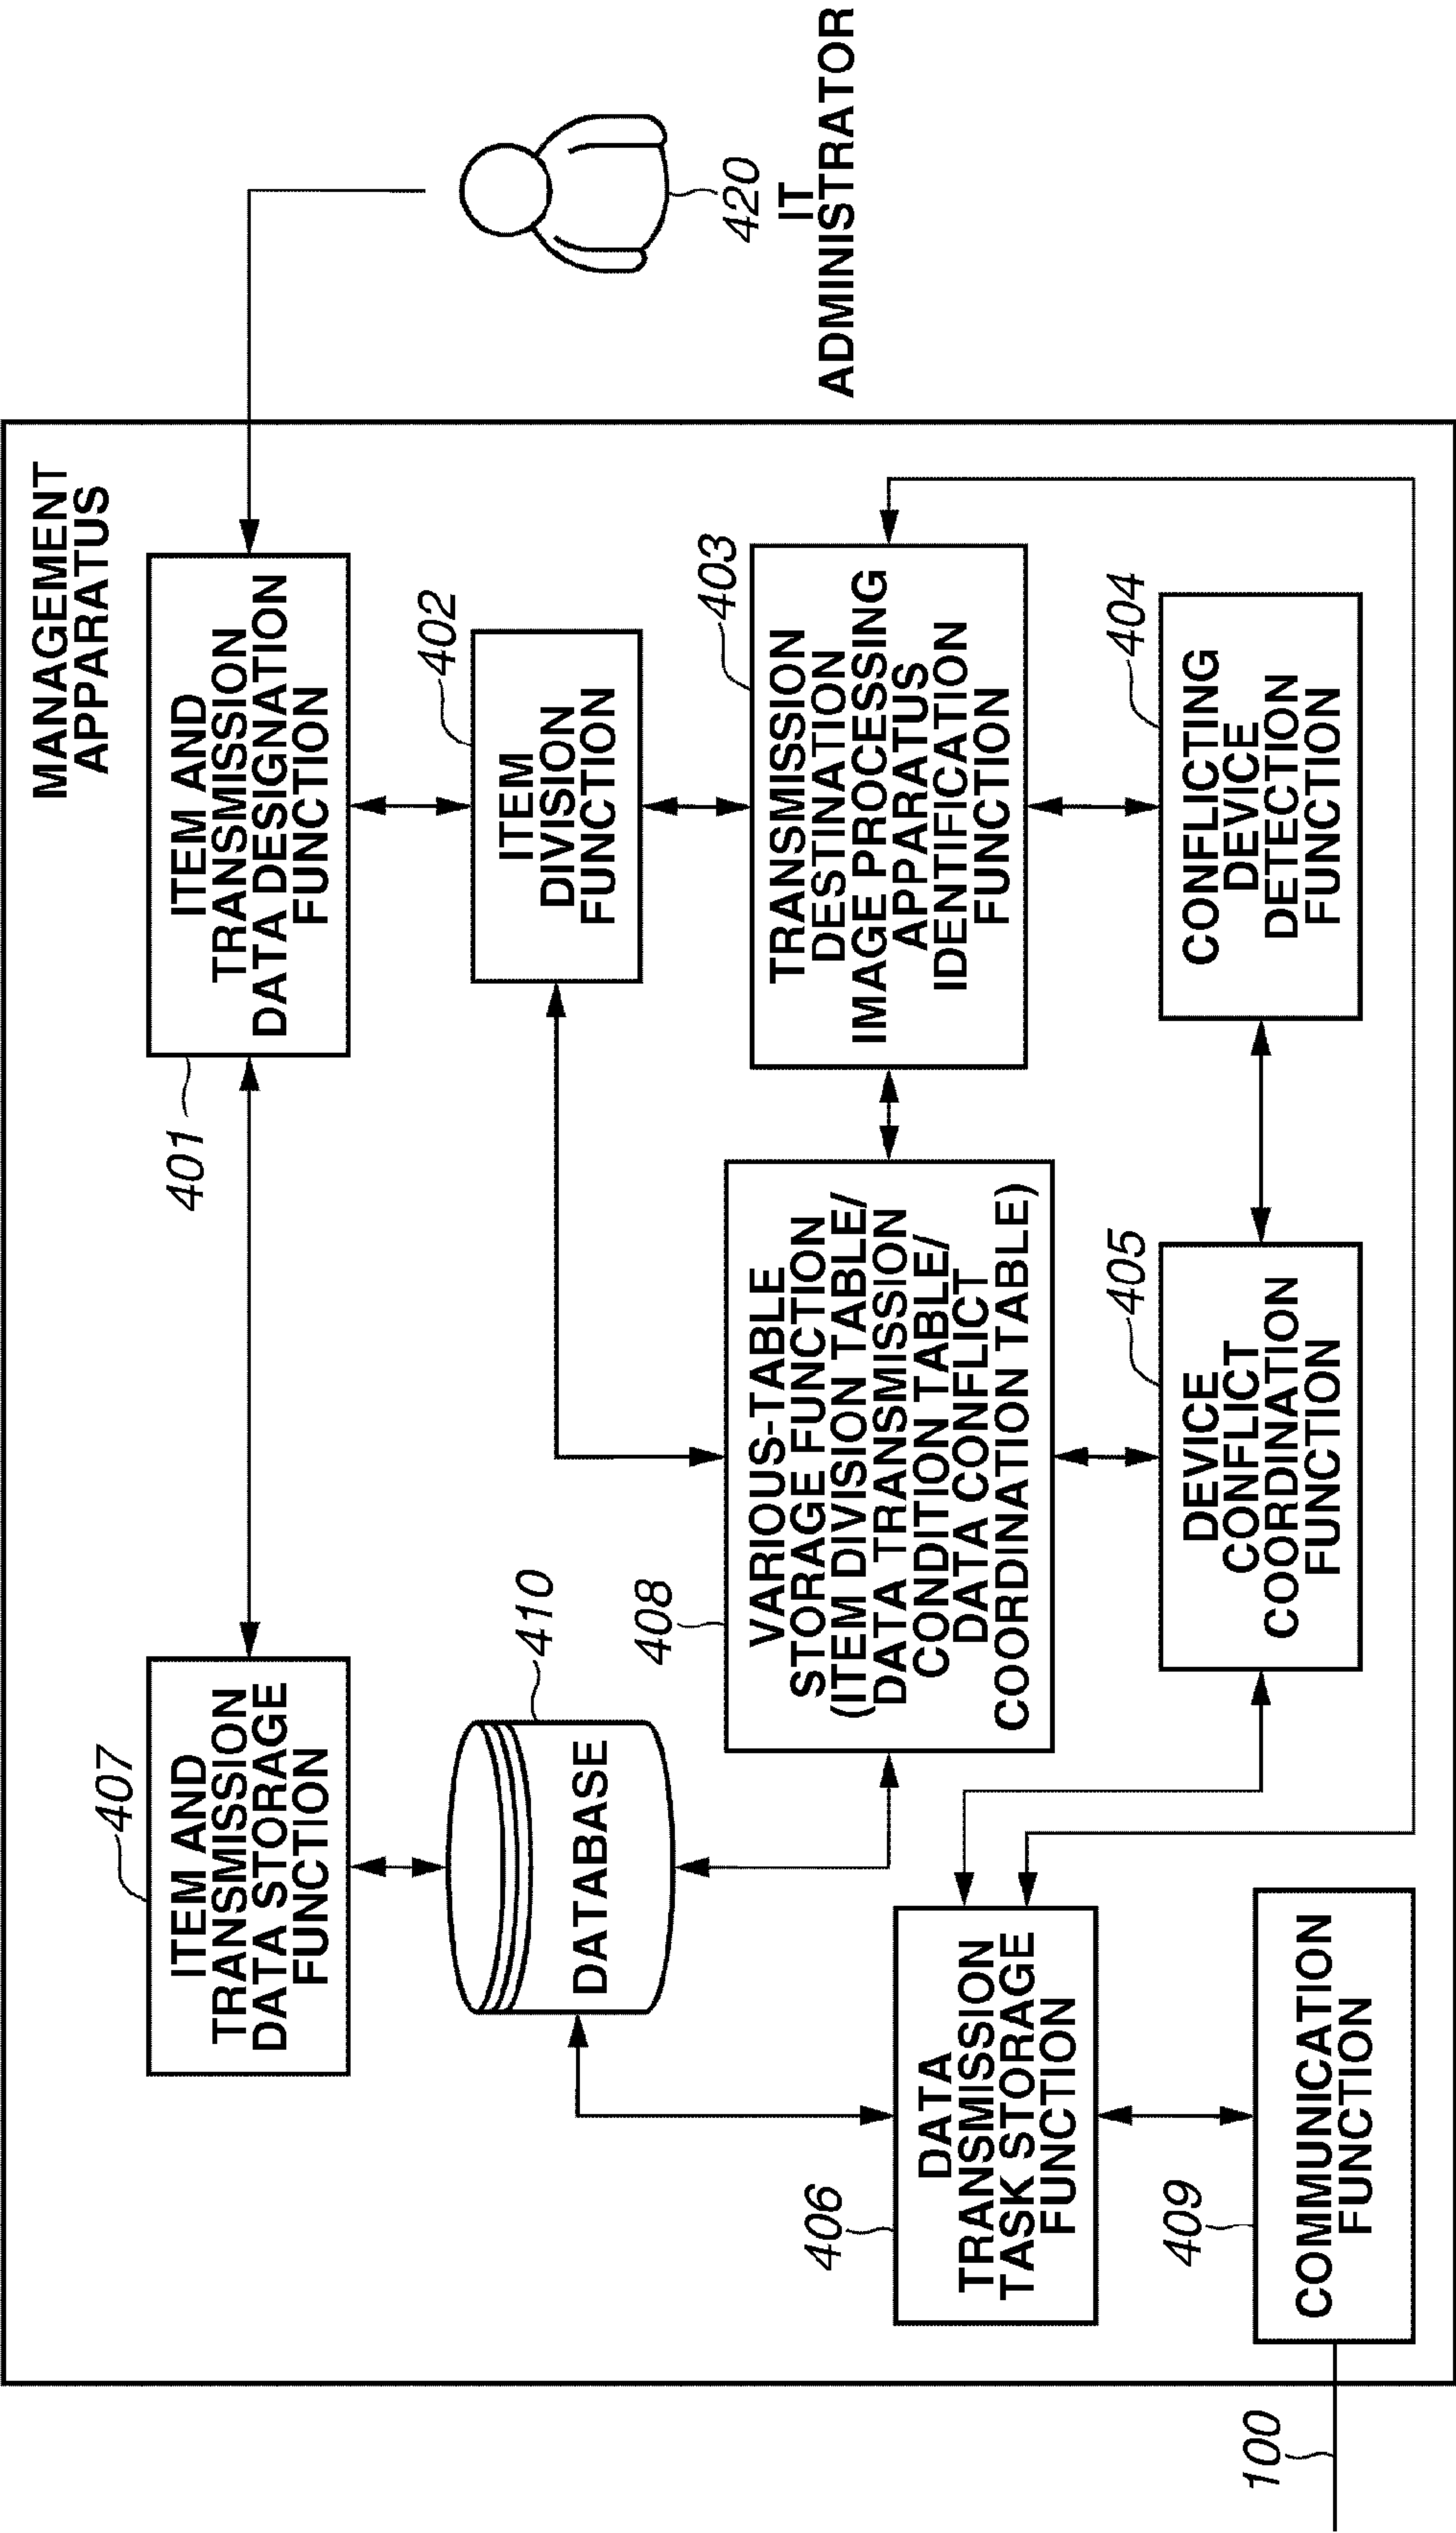 MANAGEMENT
APPARATUS
407
ITEM AND
TRANSMISSION
DATA STORAGE
FUNCTION
401
ITEM AND
TRANSMISSION
DATA DESIGNATION
FUNCTION
410
DATABASE
402
ITEM
DIVISION
FUNCTION
420
IT
ADMINISTRATOR
408
VARIOUS-TABLE
STORAGE FUNCTION
(ITEM DIVISION TABLE/
DATA TRANSMISSION
CONDITION TABLE/
DATA CONFLICT
COORDINATION TABLE)
403
TRANSMISSION
DESTINATION
IMAGE PROCESSING
APPARATUS
IDENTIFICATION
FUNCTION
406
DATA
TRANSMISSION
TASK STORAGE
FUNCTION
405
DEVICE
CONFLICT
COORDINATION
FUNCTION
404
CONFLICTING
DEVICE
DETECTION
FUNCTION
409
COMMUNICATION
FUNCTION
100